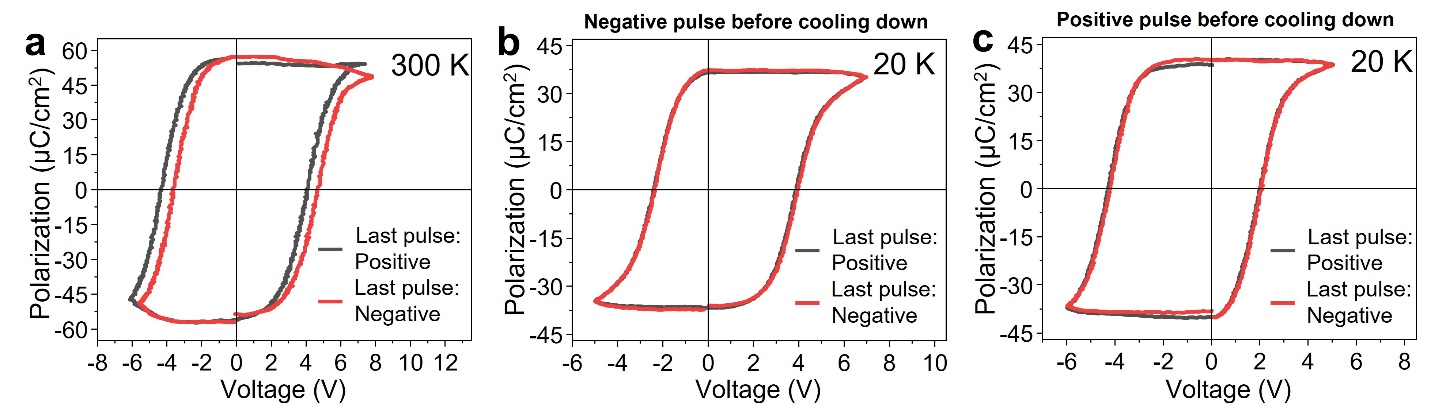 a
300 K
Polarization (μC/cm²)
60
45
30
15
0
-15
-30
-45
-60
Last pulse:
Positive
Last pulse:
Negative
-8 -6 -4 -2 0 2 4 6 8 10 12
Voltage (V)
Negative pulse before cooling down
b
20 K
Polarization (μC/cm²)
45
30
15
0
-15
-30
-45
Last pulse:
Positive
Last pulse:
Negative
-6 -4 -2 0 2 4 6 8 10
Voltage (V)
Positive pulse before cooling down
c
20 K
Polarization (μC/cm²)
45
30
15
0
-15
-30
-45
Last pulse:
Positive
Last pulse:
Negative
-6 -4 -2 0 2 4 6 8
Voltage (V)